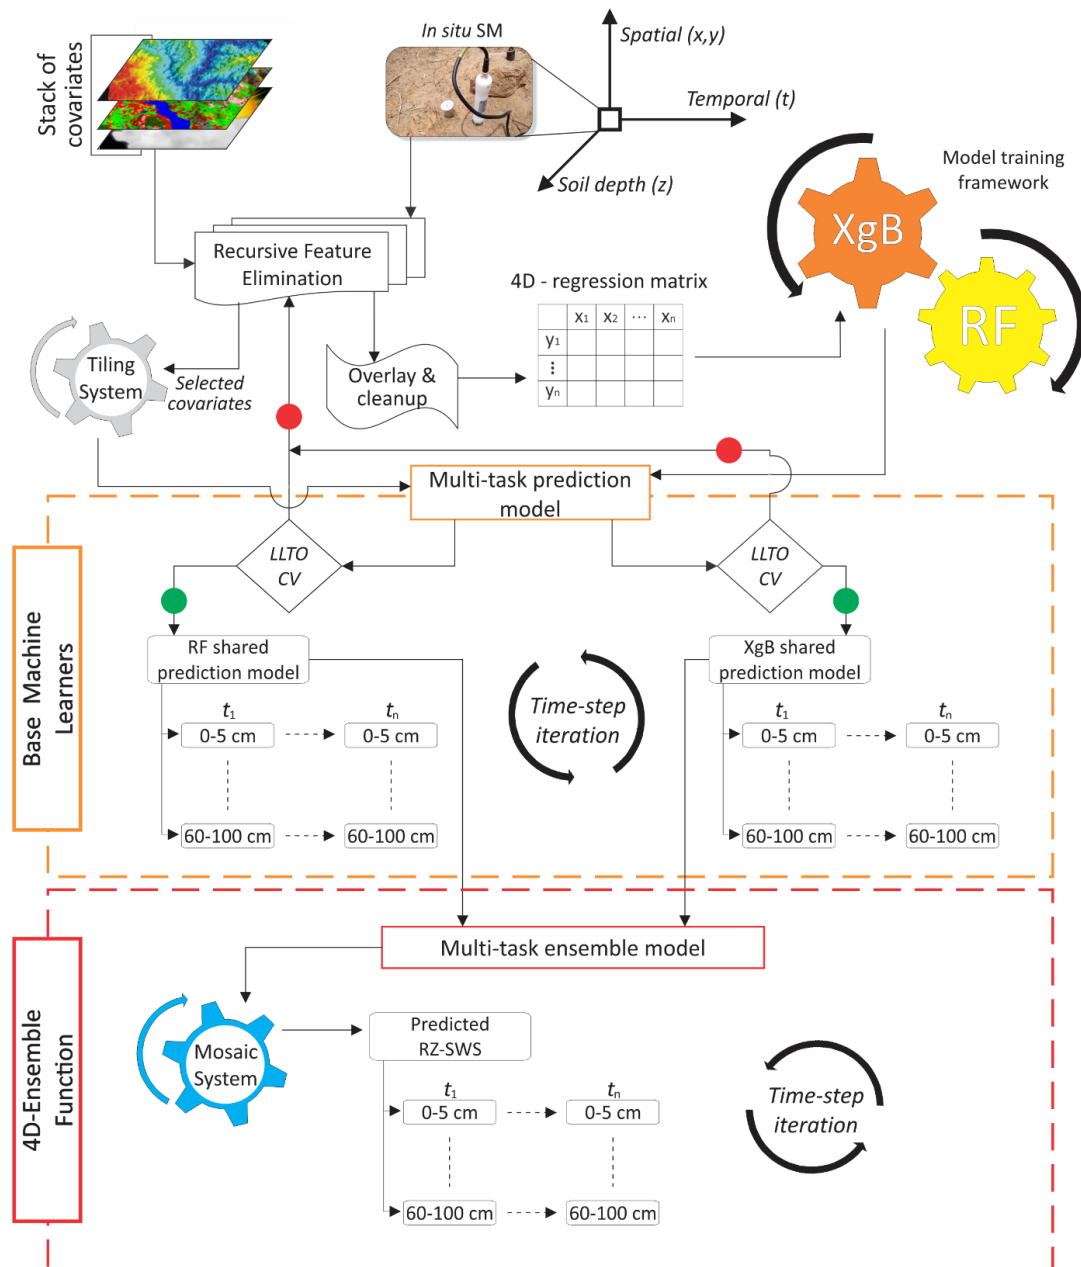 Stack of
covariates
In situ SM
Spatial (x,y)
Temporal (t)
Soil depth (z)
Model training
framework
XgB
RF
Recursive Feature
Elimination
4D - regression matrix
x1 x2 ... xn
y1
⋮
yn
Tiling
System
Selected
covariates
Overlay &
cleanup
Multi-task prediction
model
LLTO
CV
LLTO
CV
Base Machine
Learners
RF shared
prediction model
XgB shared
prediction model
t1 tn
0-5 cm 0-5 cm
60-100 cm 60-100 cm
Time-step
iteration
t1 tn
0-5 cm 0-5 cm
60-100 cm 60-100 cm
4D-Ensemble
Function
Multi-task ensemble model
Mosaic
System
Predicted
RZ-SWS
t1 tn
0-5 cm 0-5 cm
60-100 cm 60-100 cm
Time-step
iteration